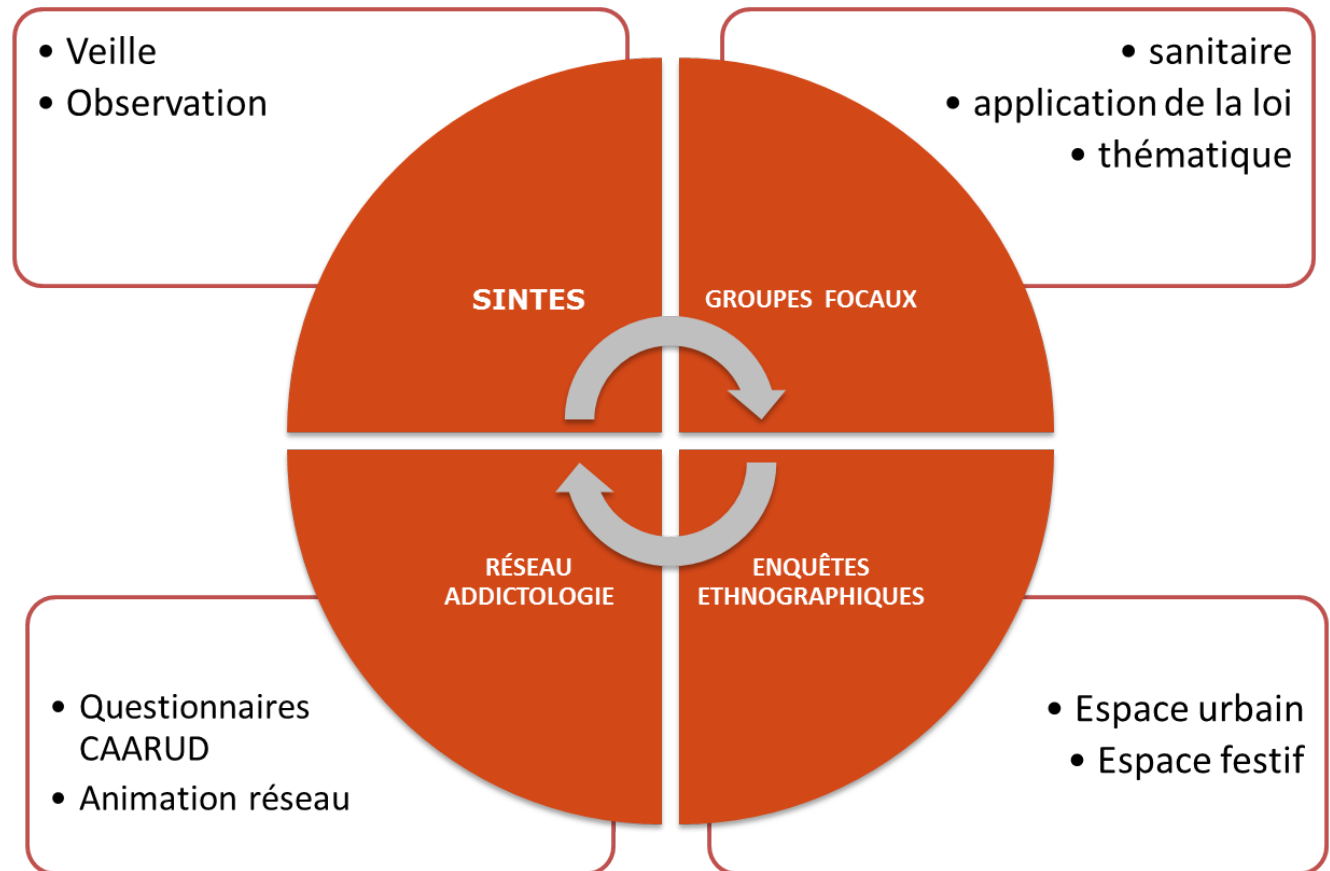 • Veille
• Observation
• sanitaire
• application de la loi
• thématique
SINTES
GROUPES FOCAUX
RÉSEAU
ADDICTOLOGIE
ENQUÊTES
ETHNOGRAPHIQUES
• Questionnaires
CAARUD
• Animation réseau
• Espace urbain
• Espace festif